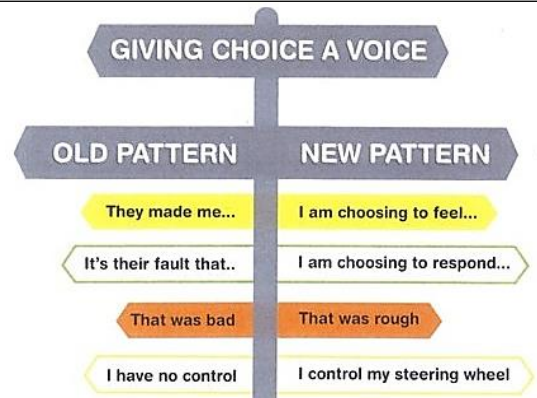 GIVING CHOICE A VOICE
OLD PATTERN NEW PATTERN
They made me... I am choosing to feel...
It's their fault that.. I am choosing to respond...
That was bad That was rough
I have no control I control my steering wheel